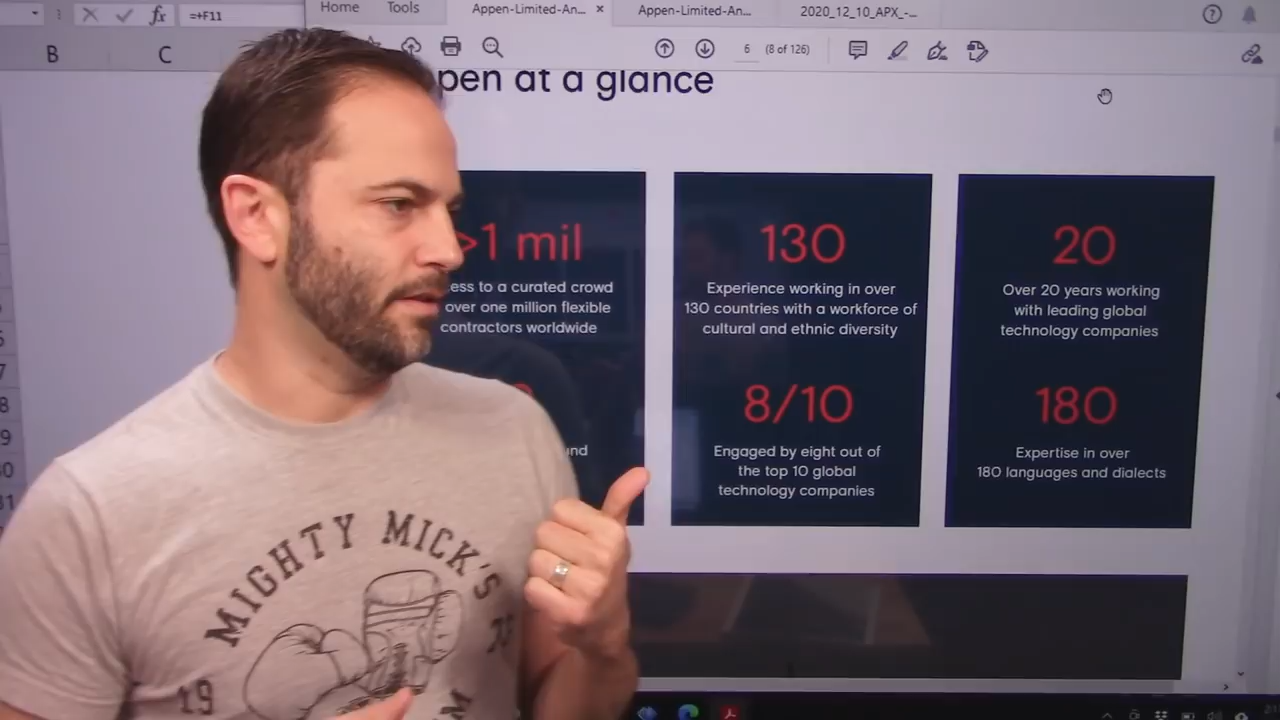 Home Tools Appen-Limited-An... × Appen-Limited-An... 2020_12_10_APX_-...
fx =+F11
B C
6 (8 of 126)
pen at a glance
>1 mil
ess to a curated crowd
over one million flexible
contractors worldwide
130
Experience working in over
130 countries with a workforce of
cultural and ethnic diversity
20
Over 20 years working
with leading global
technology companies
8/10
Engaged by eight out of
the top 10 global
technology companies
180
Expertise in over
180 languages and dialects
MIGHTY MICK'S
19